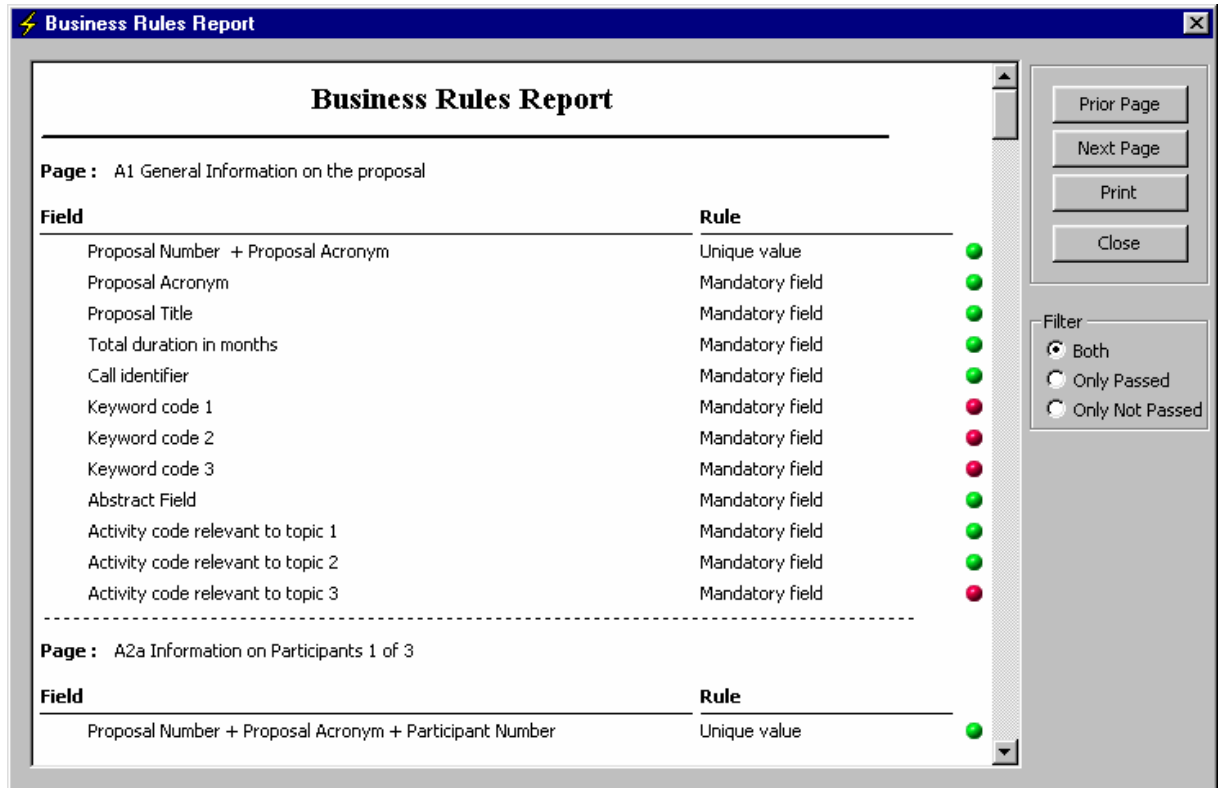 Business Rules Report
Business Rules Report
Page : A1 General Information on the proposal
Field Rule
Proposal Number + Proposal Acronym Unique value
Proposal Acronym Mandatory field
Proposal Title Mandatory field
Total duration in months Mandatory field
Call identifier Mandatory field
Keyword code 1 Mandatory field
Keyword code 2 Mandatory field
Keyword code 3 Mandatory field
Abstract Field Mandatory field
Activity code relevant to topic 1 Mandatory field
Activity code relevant to topic 2 Mandatory field
Activity code relevant to topic 3 Mandatory field
Page : A2a Information on Participants 1 of 3
Field Rule
Proposal Number + Proposal Acronym + Participant Number Unique value
Prior Page
Next Page
Print
Close
Filter
Both
Only Passed
Only Not Passed